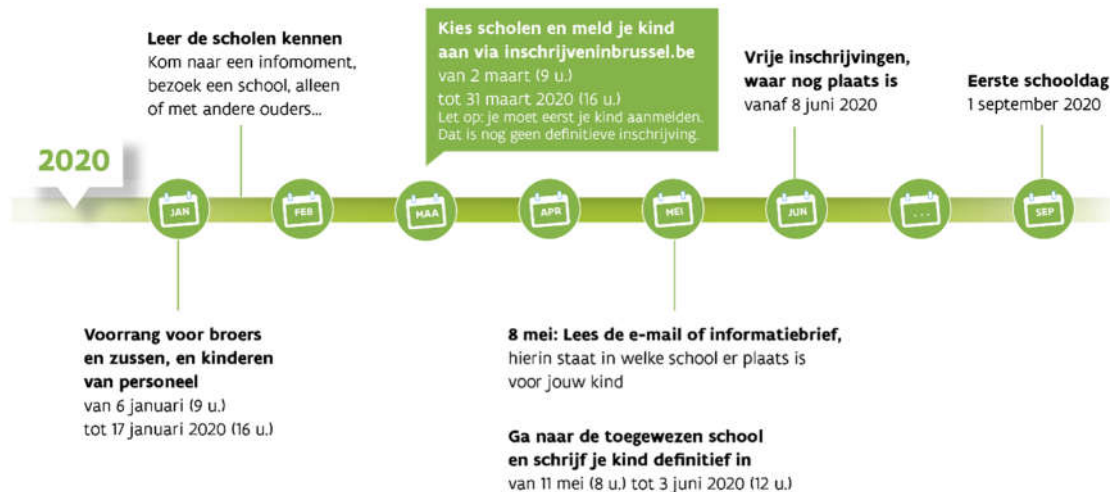 Leer de scholen kennen
Kom naar een infomoment,
bezoek een school, alleen
of met andere ouders...
Kies scholen en meld je kind
aan via inschrijveninbrussel.be
van 2 maart (9 u.)
tot 31 maart 2020 (16 u.)
Let op: je moet eerst je kind aanmelden.
Dat is nog geen definitieve inschrijving.
Vrije inschrijvingen,
waar nog plaats is
vanaf 8 juni 2020
Eerste schooldag
1 september 2020
2020
JAN
FEB
MAA
APR
MEI
JUN
...
SEP
Voorrang voor broers
en zussen, en kinderen
van personeel
van 6 januari (9 u.)
tot 17 januari 2020 (16 u.)
8 mei: Lees de e-mail of informatiebrief,
hierin staat in welke school er plaats is
voor jouw kind
Ga naar de toegewezen school
en schrijf je kind definitief in
van 11 mei (8 u.) tot 3 juni 2020 (12 u.)